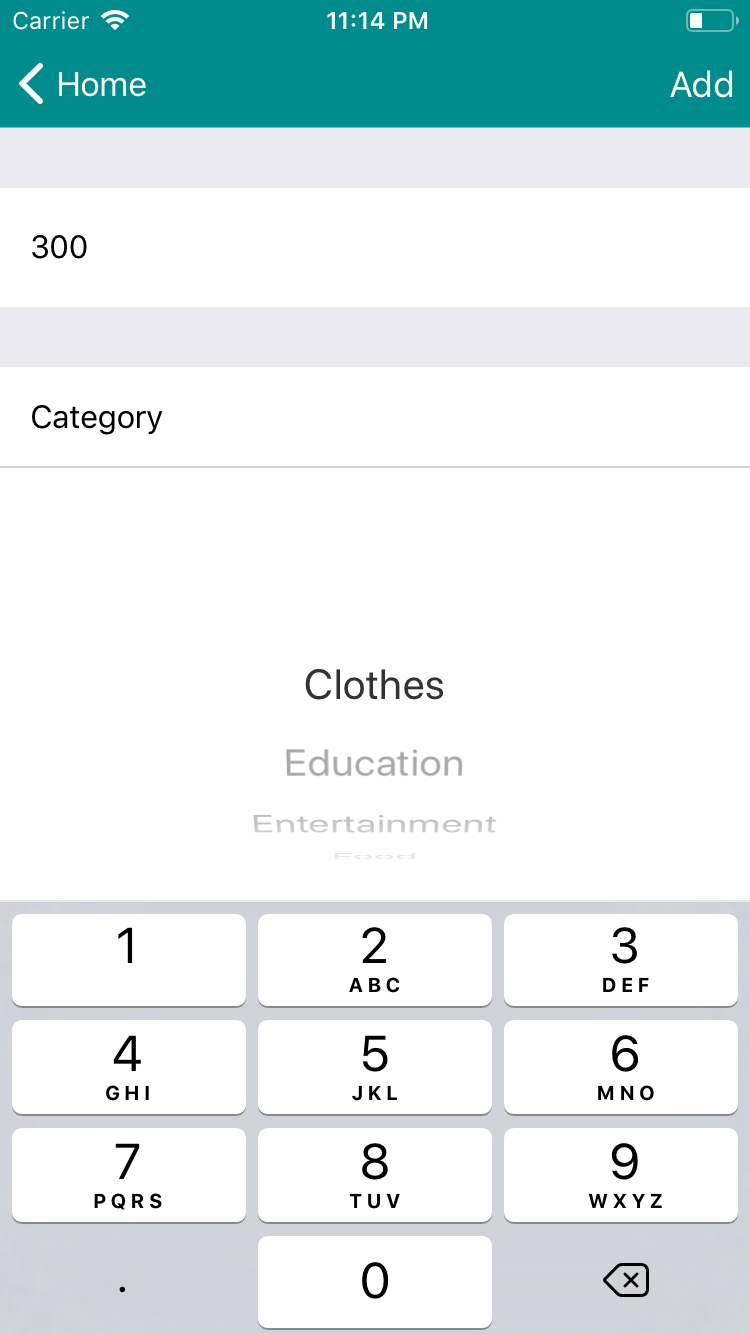 Carrier 11:14 PM
Home Add
300
Category
Clothes
Education
Entertainment
Food
1 2 3
ABC DEF
4 5 6
GHI JKL MNO
7 8 9
PQRS TUV WXYZ
. 0